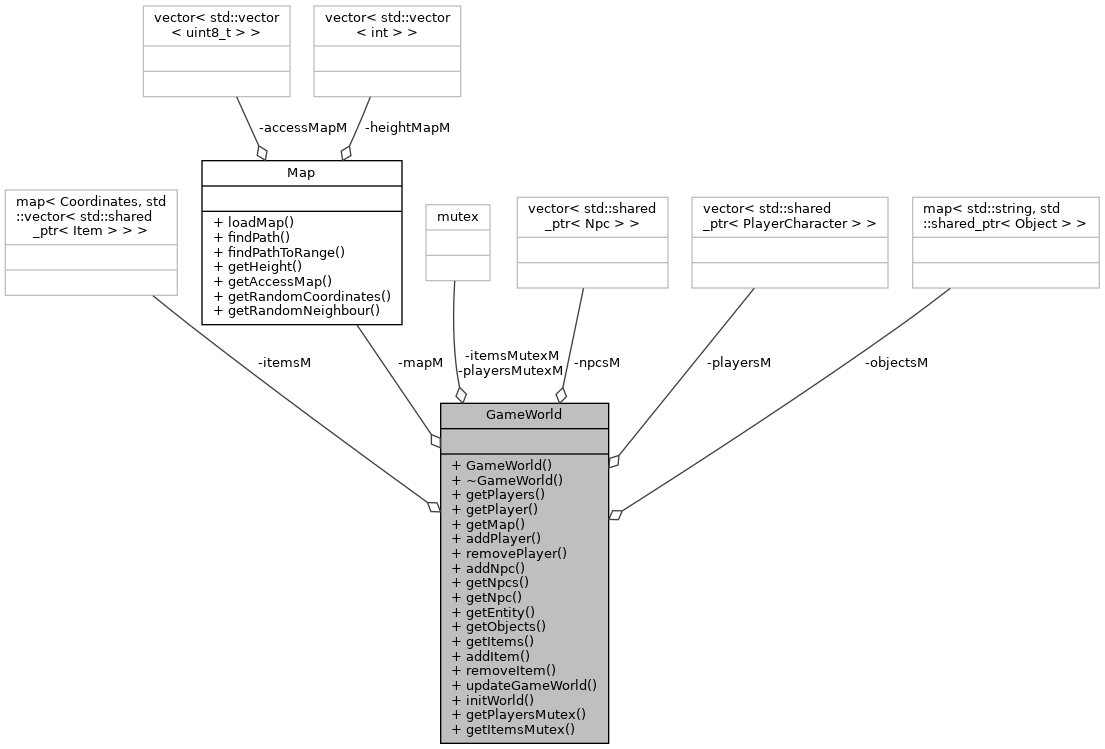 vector< std::vector
< uint8_t > >
vector< std::vector
< int > >
-accessMapM
-heightMapM
map< Coordinates, std
::vector< std::shared
_ptr< Item > > >
Map
+ loadMap()
+ findPath()
+ findPathToRange()
+ getHeight()
+ getAccessMap()
+ getRandomCoordinates()
+ getRandomNeighbour()
mutex
vector< std::shared
_ptr< Npc > >
vector< std::shared
_ptr< PlayerCharacter > >
map< std::string, std
::shared_ptr< Object > >
-itemsM
-mapM
-itemsMutexM
-playersMutexM
-npcsM
-playersM
-objectsM
GameWorld
+ GameWorld()
+ ~GameWorld()
+ getPlayers()
+ getPlayer()
+ getMap()
+ addPlayer()
+ removePlayer()
+ addNpc()
+ getNpcs()
+ getNpc()
+ getEntity()
+ getObjects()
+ getItems()
+ addItem()
+ removeItem()
+ updateGameWorld()
+ initWorld()
+ getPlayersMutex()
+ getItemsMutex()